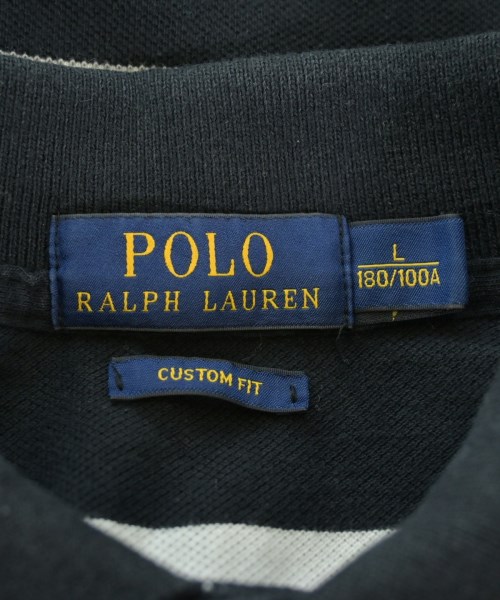 POLO
RALPH LAUREN
L
180/100A
CUSTOM FIT